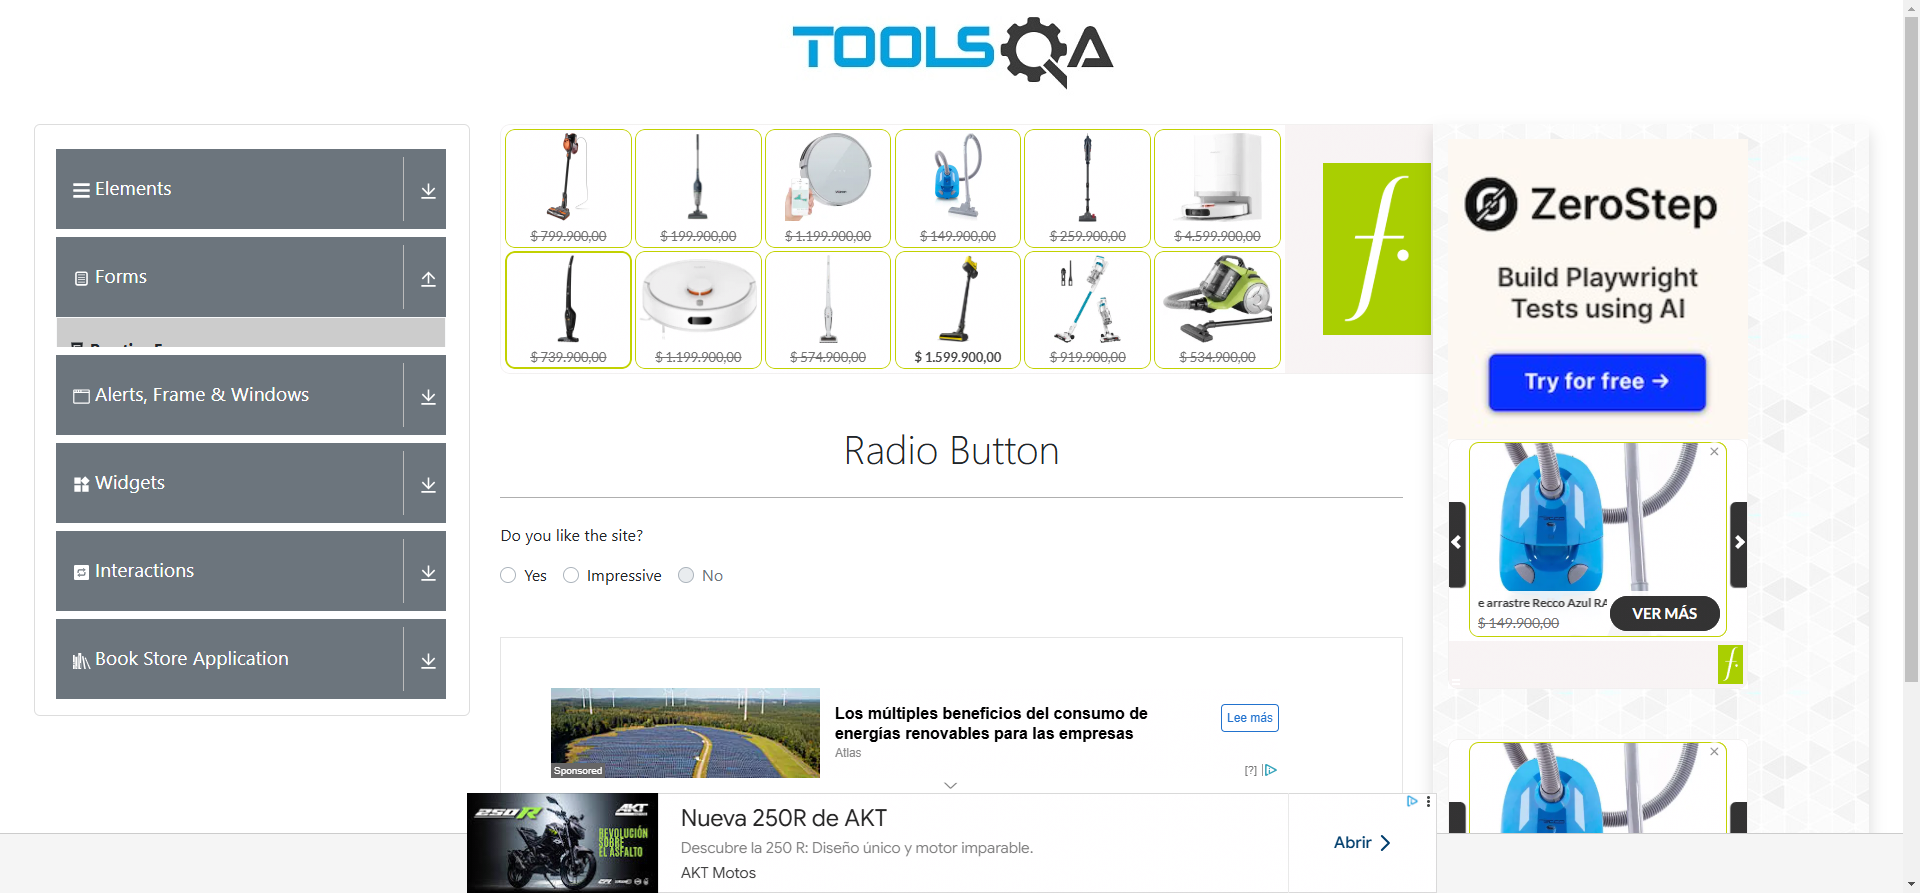 TOOLSQA
Elements
Forms
Alerts, Frame & Windows
Widgets
Interactions
Book Store Application
$ 799.900,00
$ 199.900,00
$ 1.199.900,00
$ 149.900,00
$ 259.900,00
$ 4.599.900,00
$ 739.900,00
$ 1.199.900,00
$ 574.900,00
$ 1.599.900,00
$ 919.900,00
$ 534.900,00
f.
Radio Button
Do you like the site?
Yes
Impressive
No
Los múltiples beneficios del consumo de
energías renovables para las empresas
Atlas
Lee más
Sponsored
[?]
250R
AKT
REVOLUCIÓN
SOBRE
EL ASFALTO
Nueva 250R de AKT
Descubre la 250 R: Diseño único y motor imparable.
AKT Motos
Abrir
ZeroStep
Build Playwright
Tests using AI
Try for free →
e arrastre Recco Azul RA
$ 149.900,00
VER MÁS
f.